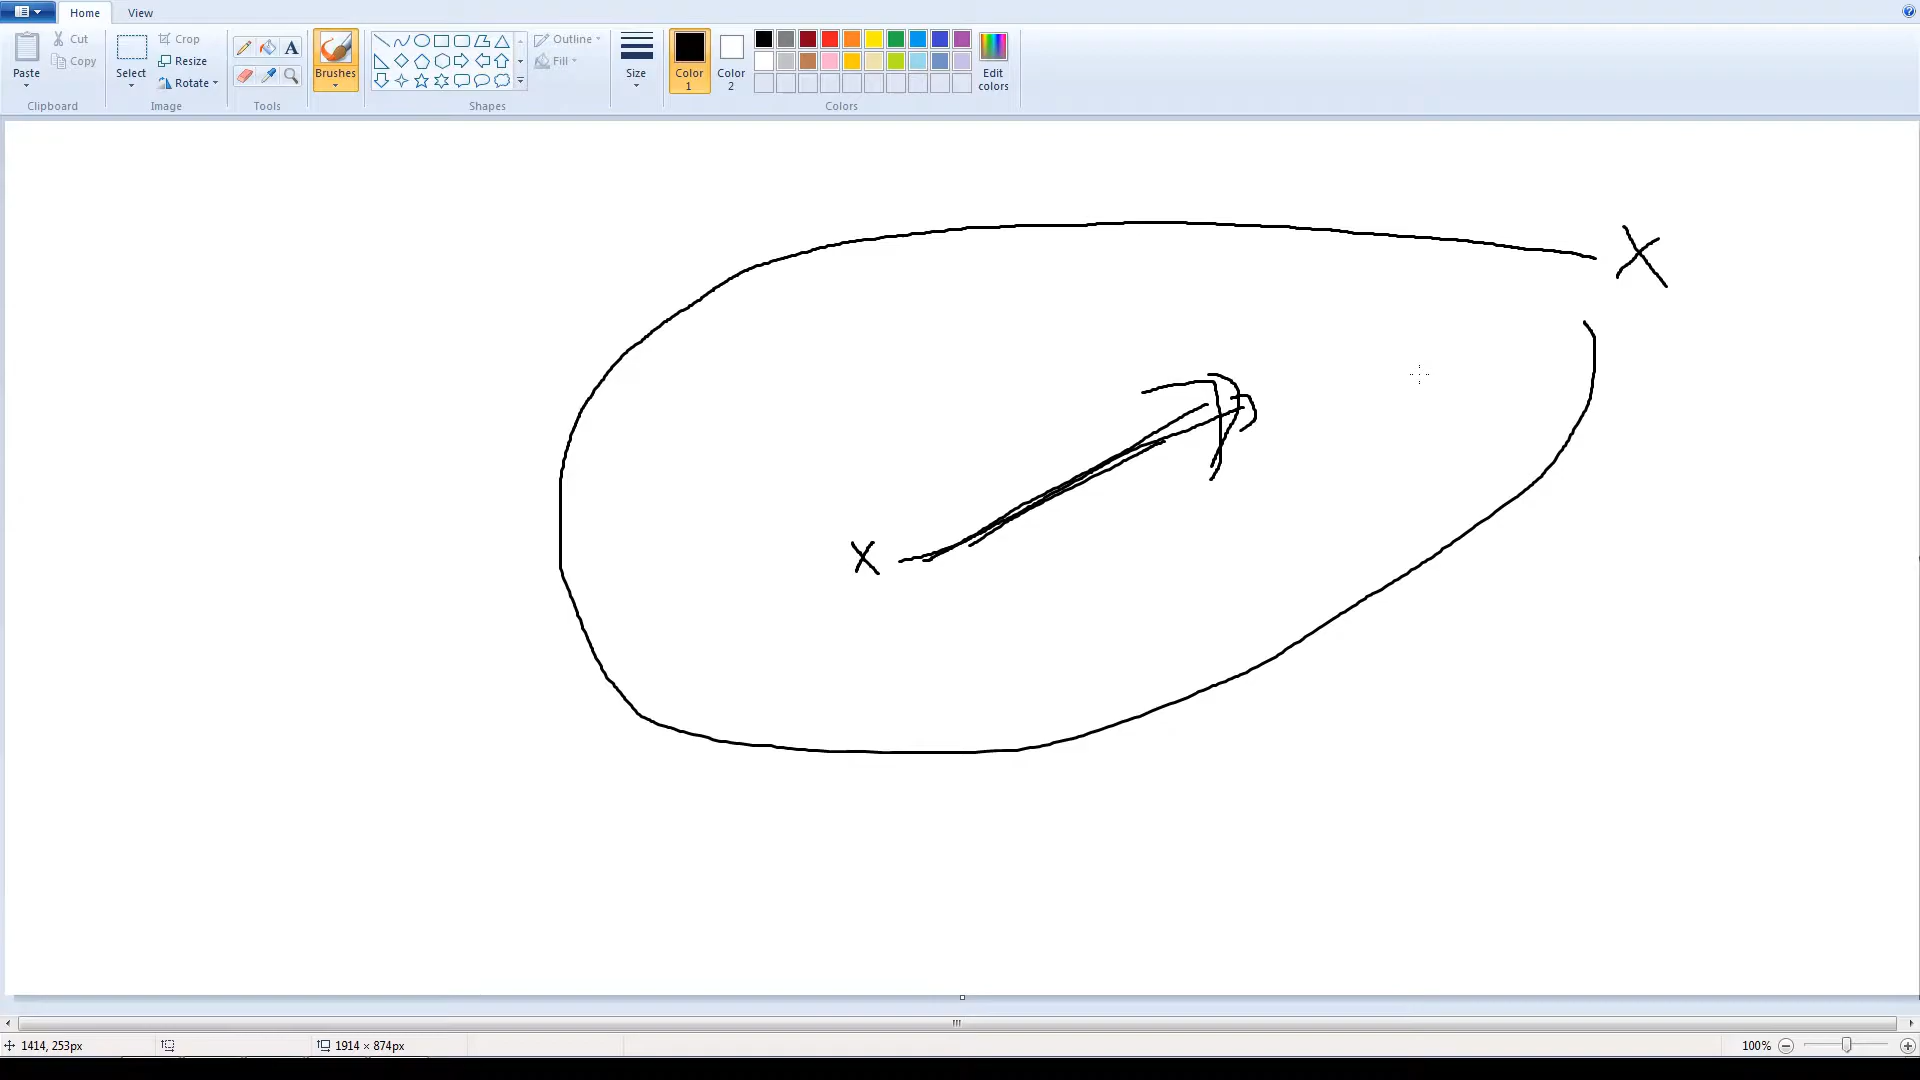 Home View
Paste
Cut
Copy
Clipboard
Select
Crop
Resize
Rotate
Image
A
Tools
Brushes
Shapes
Outline
Fill
Size
Color 1
Color 2
Edit colors
Colors
X
X
1414, 253px
1914 × 874px
100%